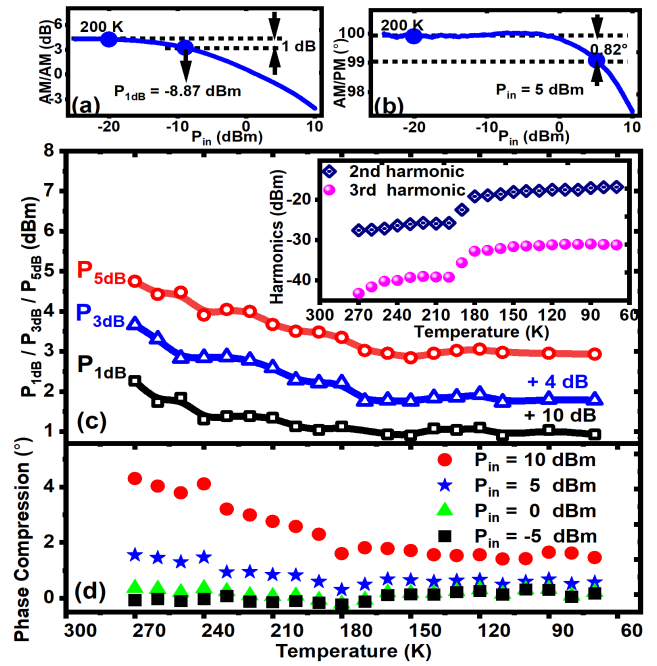 AM/AM (dB)
6
3
0
-3
200 K
1 dB
P1dB = -8.87 dBm
(a)
-20 -10 0 10
Pin (dBm)
AM/PM (°)
100
99
98
200 K
0.82°
Pin = 5 dBm
(b)
-20 -10 0 10
Pin (dBm)
P1dB / P3dB / P5dB (dBm)
8
7
6
5
4
3
2
1
P5dB
P3dB
P1dB
+ 4 dB
+ 10 dB
(c)
Harmonics (dBm)
-20
-30
-40
2nd harmonic
3rd harmonic
300 270 240 210 180 150 120 90 60
Temperature (K)
Phase Compression (°)
4
2
0
Pin = 10 dBm
Pin = 5 dBm
Pin = 0 dBm
Pin = -5 dBm
(d)
300 270 240 210 180 150 120 90 60
Temperature (K)